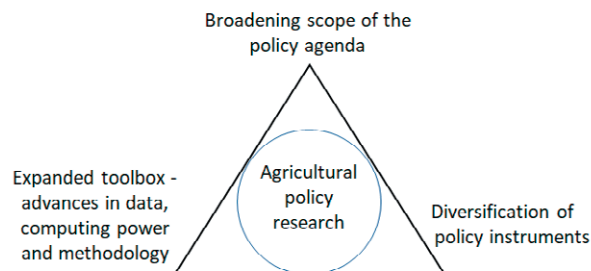 Broadening scope of the
policy agenda
Expanded toolbox -
advances in data,
computing power
and methodology
Agricultural
policy
research
Diversification of
policy instruments